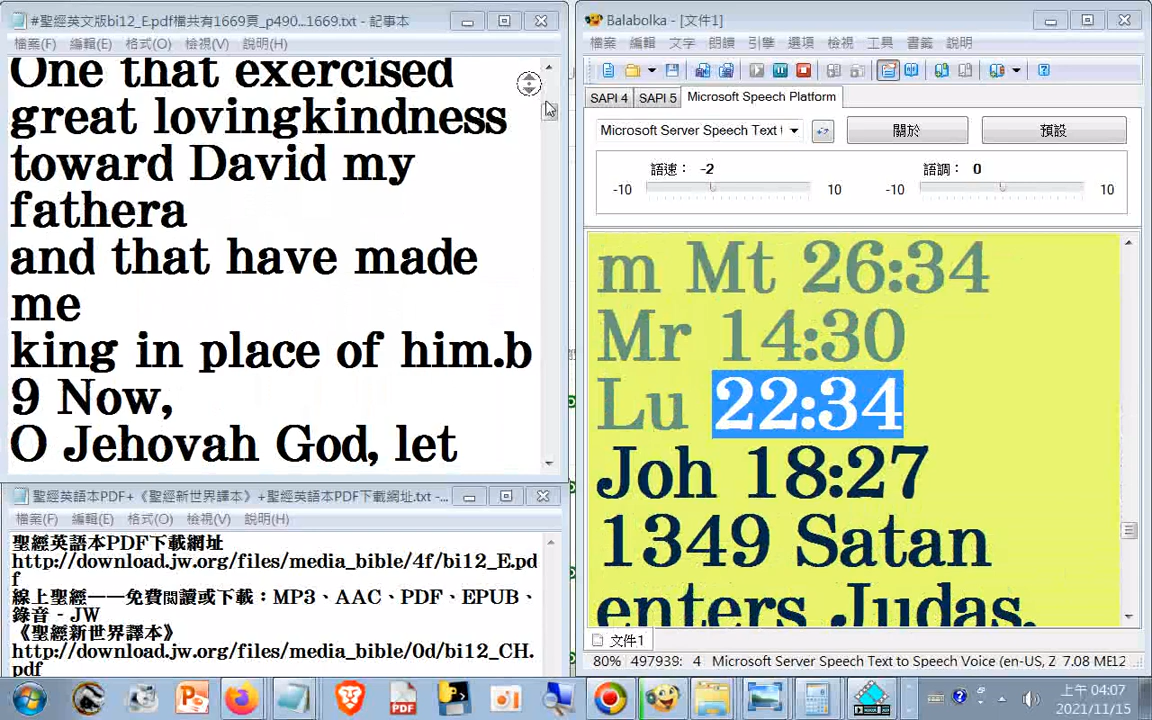 #聖經英文版bi12_E.pdf檔共有1669頁_p490...1669.txt - 記事本
檔案(F) 編輯(E) 格式(O) 檢視(V) 說明(H)
One that exercised
great lovingkindness
toward David my
fathera
and that have made
me
king in place of him.b
9 Now,
O Jehovah God, let
聖經英語本PDF+《聖經新世界譯本》+聖經英語本PDF下載網址.txt -...
檔案(F) 編輯(E) 格式(O) 檢視(V) 說明(H)
聖經英語本PDF下載網址
http://download.jw.org/files/media_bible/4f/bi12_E.pd
f
線上聖經——免費閱讀或下載：MP3、AAC、PDF、EPUB、
錄音 - JW
《聖經新世界譯本》
http://download.jw.org/files/media_bible/0d/bi12_CH.
pdf
Balabolka - [文件1]
檔案 編輯 文字 朗讀 引擎 選項 檢視 工具 書籤 說明
SAPI 4 SAPI 5 Microsoft Speech Platform
Microsoft Server Speech Text t 關於 預設
語速： -2 語調： 0
-10 10 -10 10
m Mt 26:34
Mr 14:30
Lu 22:34
Joh 18:27
1349 Satan
enters Judas.
文件1
80% 497939: 4 Microsoft Server Speech Text to Speech Voice (en-US, Z 7.08 ME12...
上午 04:07
2021/11/15